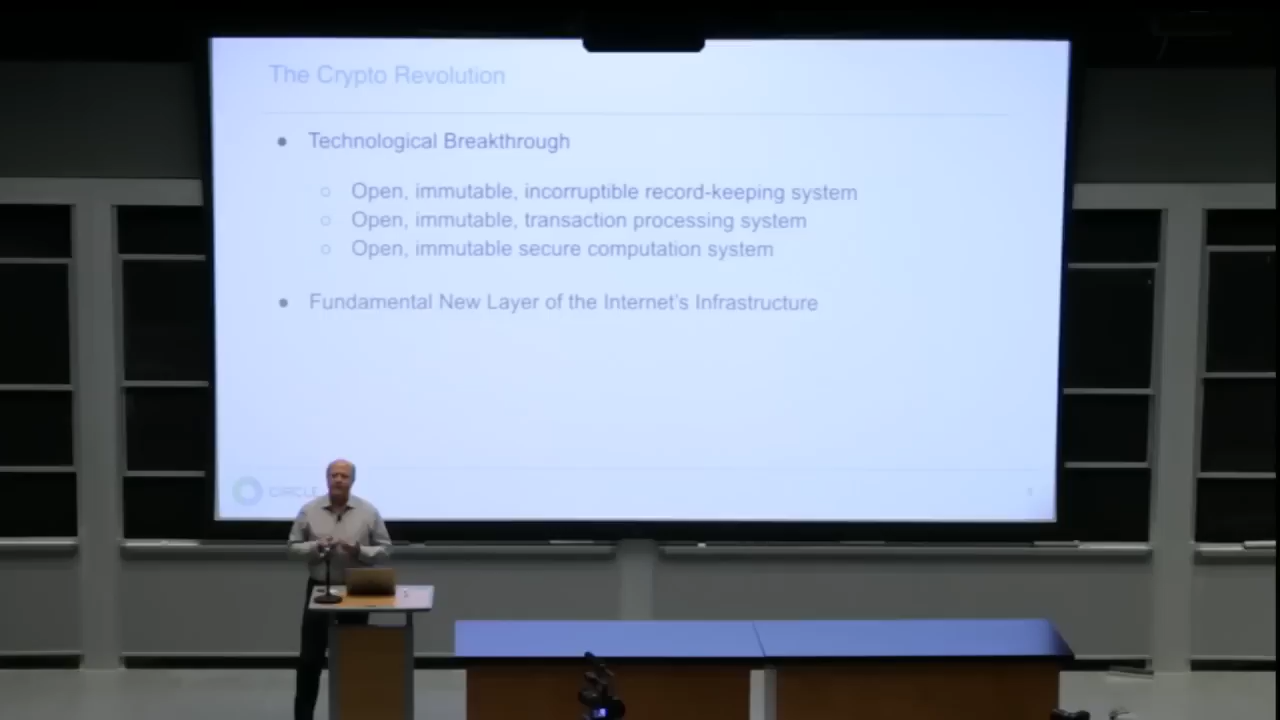 The Crypto Revolution
● Technological Breakthrough
○ Open, immutable, incorruptible record-keeping system
○ Open, immutable, transaction processing system
○ Open, immutable secure computation system
● Fundamental New Layer of the Internet's Infrastructure
CIRCLE